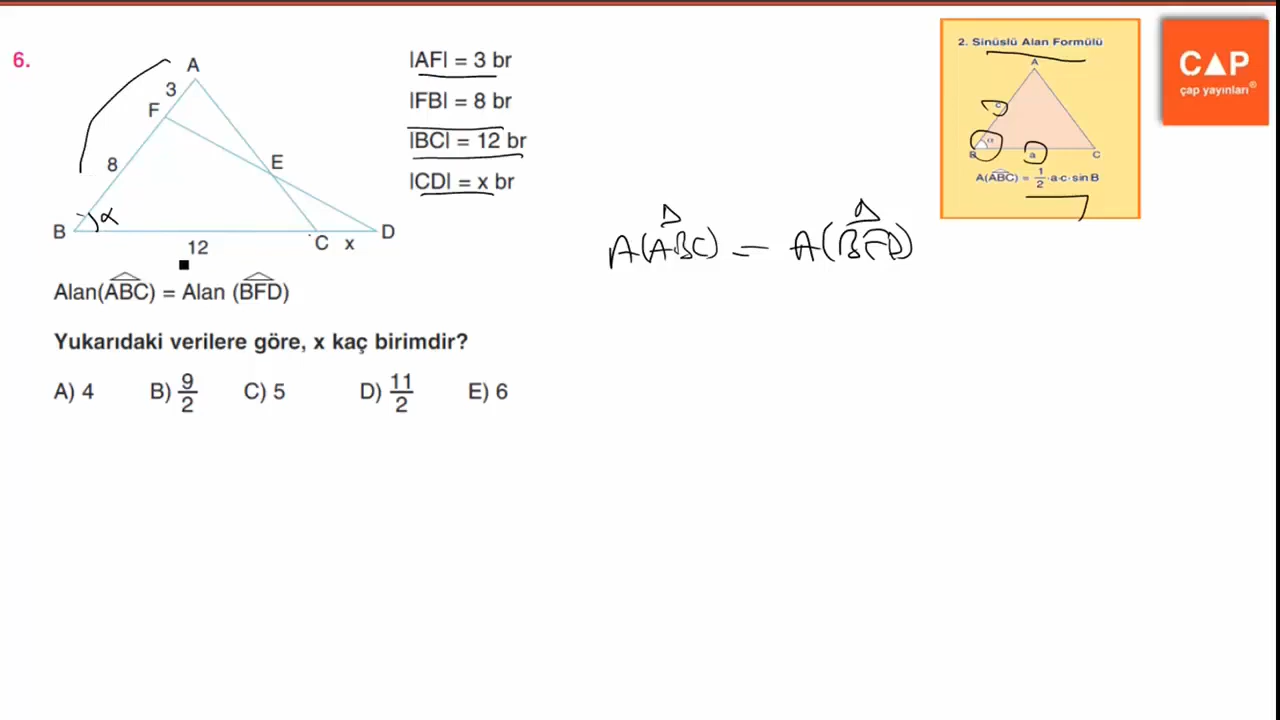 6.
A
3
F
8
E
B
α
12
C
x
D
|AF| = 3 br
|FB| = 8 br
|BC| = 12 br
|CD| = x br
Alan(ABC) = Alan (BFD)
Yukarıdaki verilere göre, x kaç birimdir?
A) 4 B) 9/2 C) 5 D) 11/2 E) 6
A(ABC) = A(BFD)
2. Sinüslü Alan Formülü
A
c
α
B
a
C
A(ABC) = 1/2 ·a·c·sin B
CAP
çap yayınları®